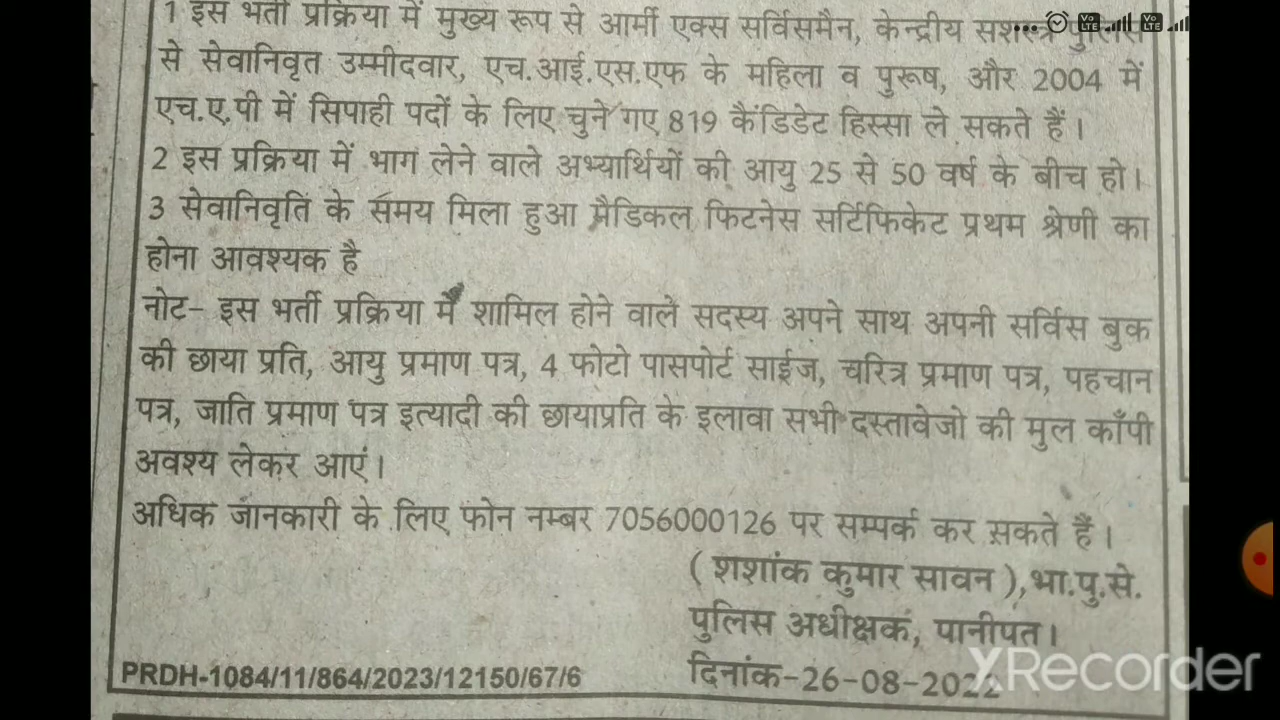 1 इस भर्ती प्रक्रिया में मुख्य रूप से आर्मी एक्स सर्विसमैन, केन्द्रीय सशस्त्र पुलिस
से सेवानिवृत उम्मीदवार, एच.आई.एस.एफ के महिला व पुरूष, और 2004 में
एच.ए.पी में सिपाही पदों के लिए चुने गए 819 कैंडिडेट हिस्सा ले सकते हैं।
2 इस प्रक्रिया में भाग लेने वाले अभ्यार्थियों की आयु 25 से 50 वर्ष के बीच हो।
3 सेवानिवृति के समय मिला हुआ मैडिकल फिटनेस सर्टिफिकेट प्रथम श्रेणी का
होना आवश्यक है
नोट- इस भर्ती प्रक्रिया में शामिल होने वाले सदस्य अपने साथ अपनी सर्विस बुक
की छाया प्रति, आयु प्रमाण पत्र, 4 फोटो पासपोर्ट साईज, चरित्र प्रमाण पत्र, पहचान
पत्र, जाति प्रमाण पत्र इत्यादी की छायाप्रति के इलावा सभी दस्तावेजो की मुल काँपी
अवश्य लेकर आएं।
अधिक जानकारी के लिए फोन नम्बर 7056000126 पर सम्पर्क कर सकते हैं।
( शशांक कुमार सावन ), भा.पु.से.
पुलिस अधीक्षक, पानीपत।
PRDH-1084/11/864/2023/12150/67/6 दिनांक-26-08-2022
XRecorder